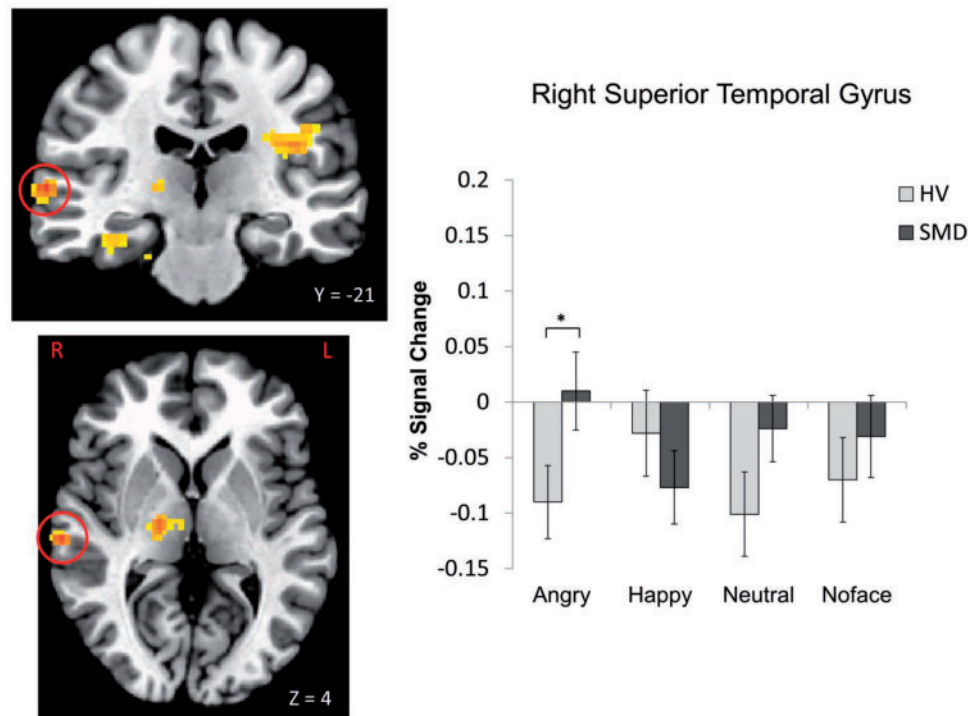 Y = -21
R
L
Z = 4
Right Superior Temporal Gyrus
% Signal Change
0.2
0.15
0.1
0.05
0
-0.05
-0.1
-0.15
*
HV
SMD
Angry Happy Neutral Noface